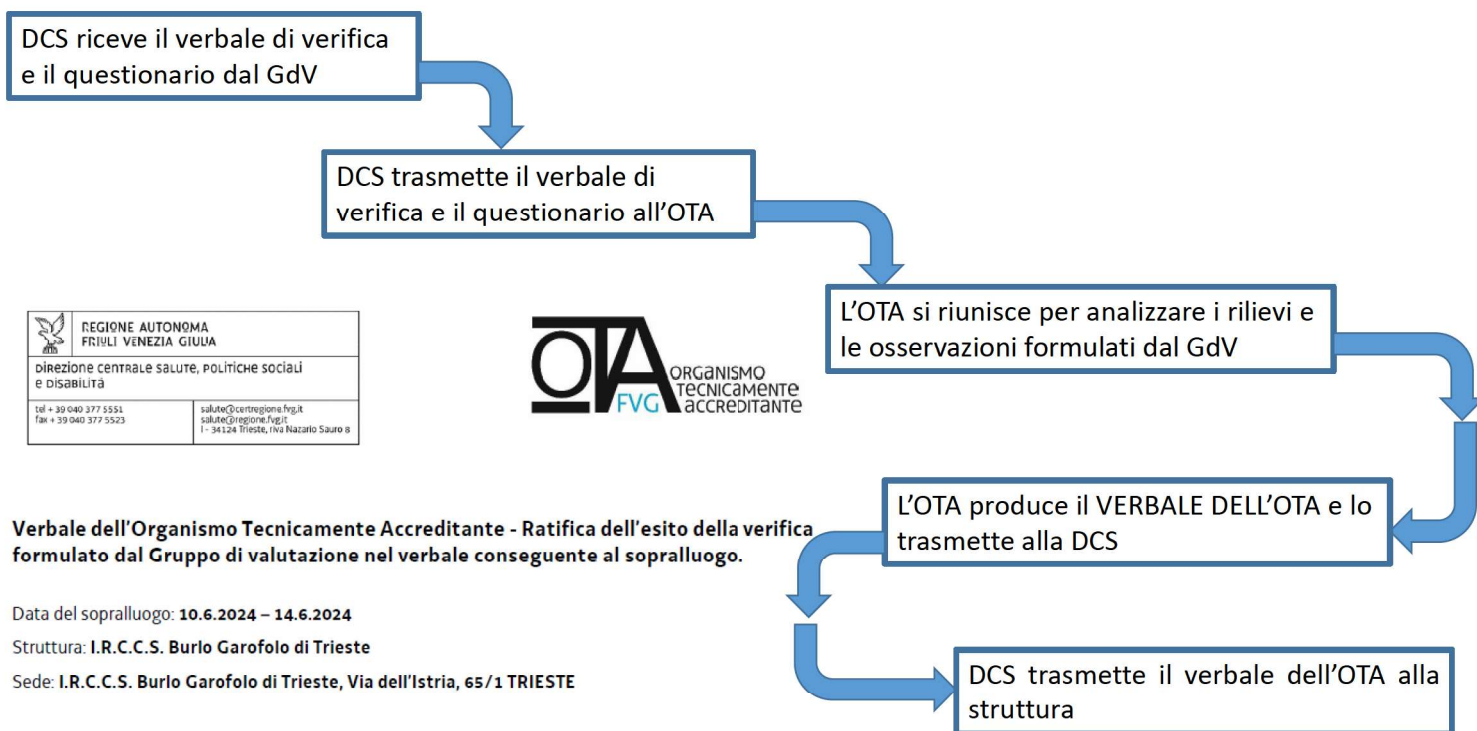 DCS riceve il verbale di verifica
e il questionario dal GdV
DCS trasmette il verbale di
verifica e il questionario all'OTA
L'OTA si riunisce per analizzare i rilievi e
le osservazioni formulati dal GdV
REGIONE AUTONOMA
FRIULI VENEZIA GIULIA
DIREZIONE CENTRALE SALUTE, POLITICHE SOCIALI
E DISABILITÀ
tel + 39 040 377 5551
fax + 39 040 377 5523
salute@certregione.fvg.it
salute@regione.fvg.it
I - 34124 Trieste, riva Nazario Sauro 8
OTA
FVG
ORGANISMO
TECNICAMENTE
ACCREDITANTE
L'OTA produce il VERBALE DELL'OTA e lo
trasmette alla DCS
Verbale dell'Organismo Tecnicamente Accreditante - Ratifica dell'esito della verifica
formulato dal Gruppo di valutazione nel verbale conseguente al sopralluogo.
Data del sopralluogo: 10.6.2024 – 14.6.2024
Struttura: I.R.C.C.S. Burlo Garofolo di Trieste
Sede: I.R.C.C.S. Burlo Garofolo di Trieste, Via dell'Istria, 65/1 TRIESTE
DCS trasmette il verbale dell'OTA alla
struttura